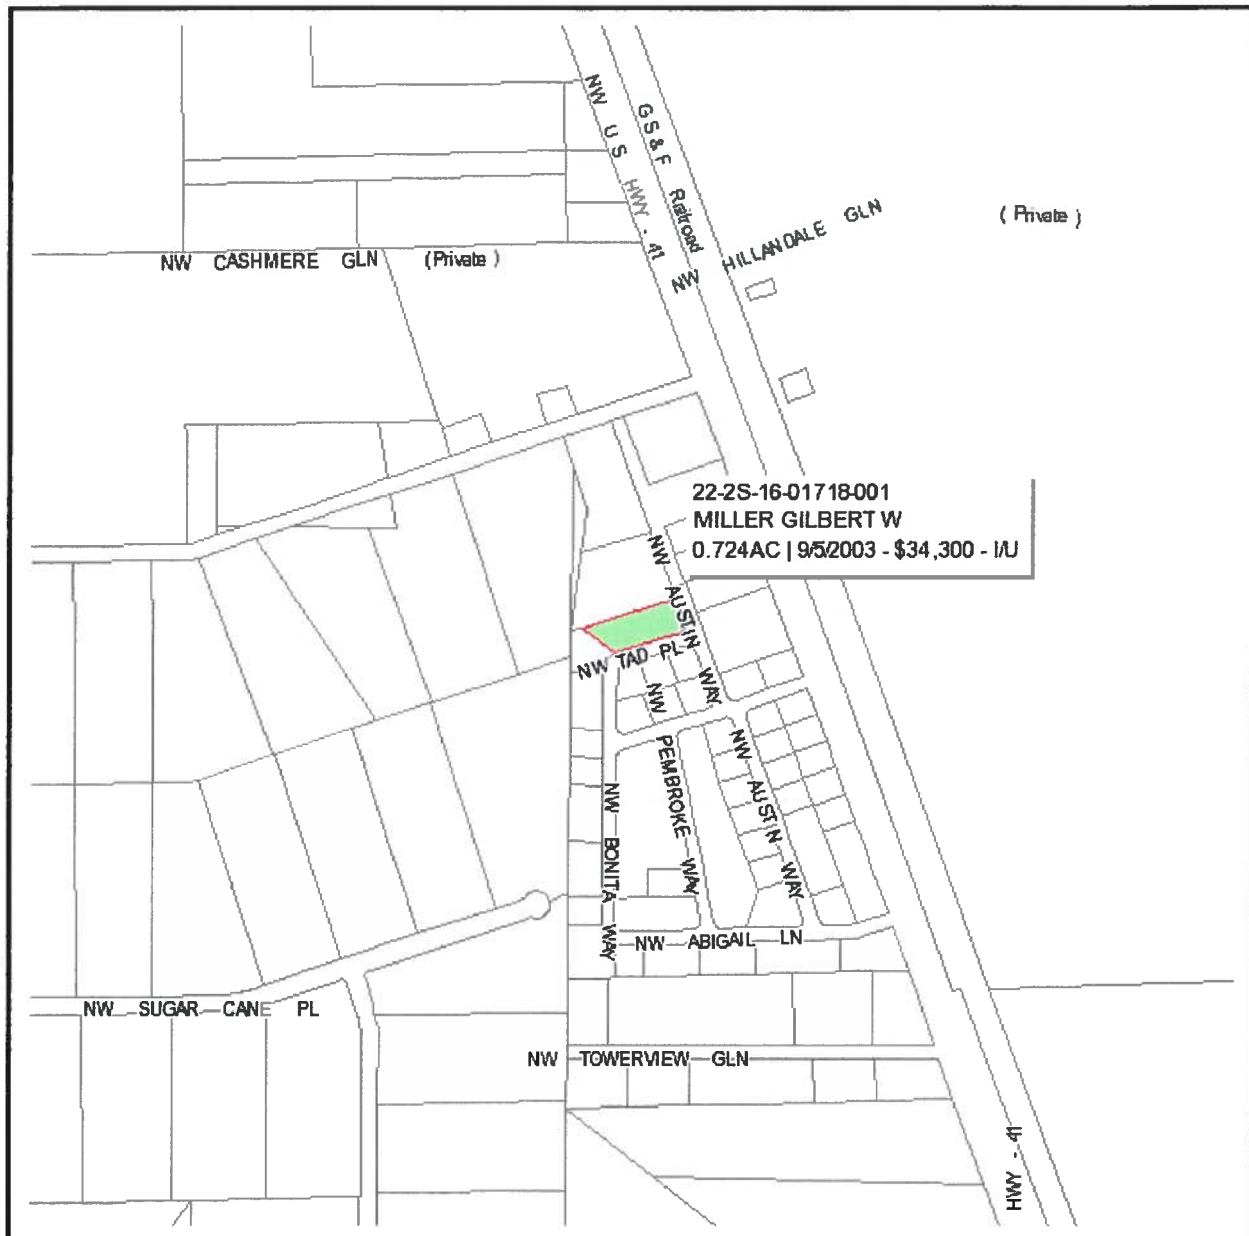 NW US HWY - 41
GS & F Railroad
NW HILLANDALE GLN (Private)
NW CASHMERE GLN (Private)
22-2S-16-01718-001
MILLER GILBERT W
0.724AC | 9/5/2003 - $34,300 - I/U
NW AUSTIN WAY
NW TAD PL
NW PEMBROKE WAY
NW AUSTIN WAY
NW BONITA WAY
NW ABIGAIL LN
NW SUGAR CANE PL
NW TOWERVIEW GLN
HWY - 41